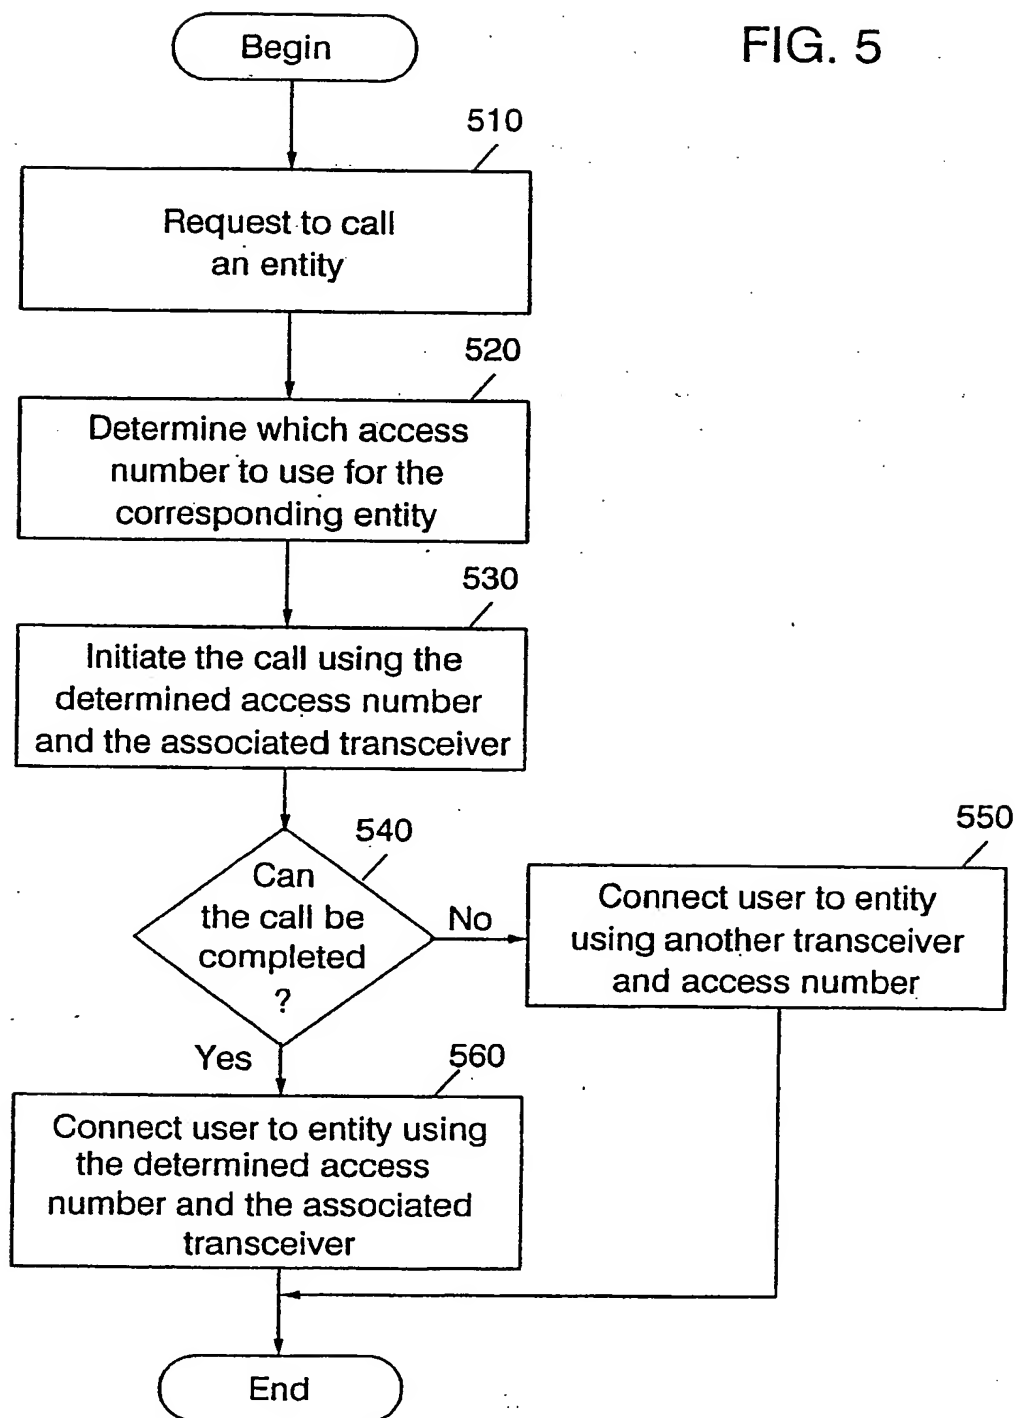 Begin
FIG. 5
510
Request to call
an entity
520
Determine which access
number to use for the
corresponding entity
530
Initiate the call using the
determined access number
and the associated transceiver
540
Can
the call be
completed
?
No
550
Connect user to entity
using another transceiver
and access number
Yes
560
Connect user to entity using
the determined access
number and the associated
transceiver
End